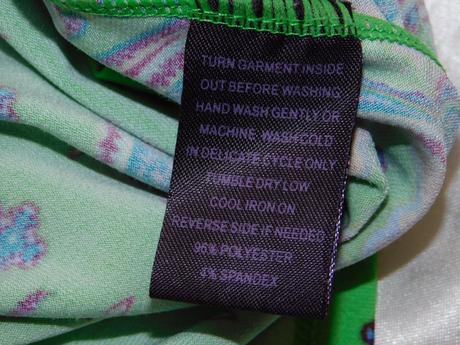 TURN GARMENT INSIDE
OUT BEFORE WASHING
HAND WASH GENTLY OR
MACHINE WASH COLD
IN DELICATE CYCLE ONLY
TUMBLE DRY LOW
COOL IRON ON
REVERSE SIDE IF NEEDED
96% POLYESTER
4% SPANDEX